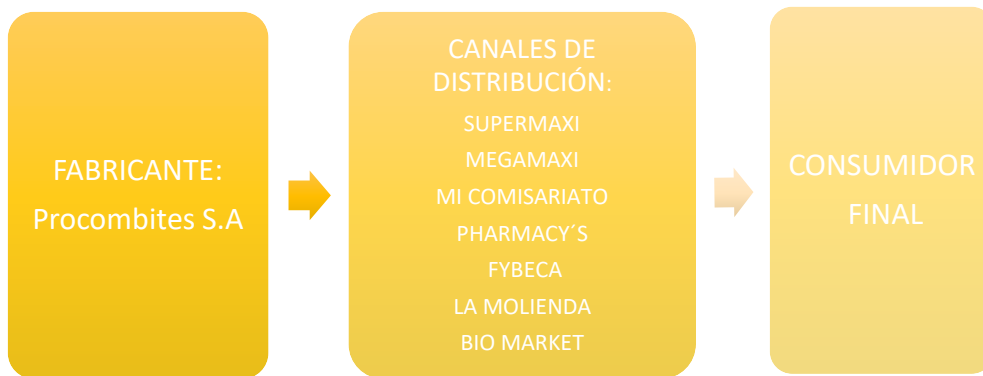 FABRICANTE:
Procombites S.A
CANALES DE
DISTRIBUCIÓN:
SUPERMAXI
MEGAMAXI
MI COMISARIATO
PHARMACY´S
FYBECA
LA MOLIENDA
BIO MARKET
CONSUMIDOR
FINAL